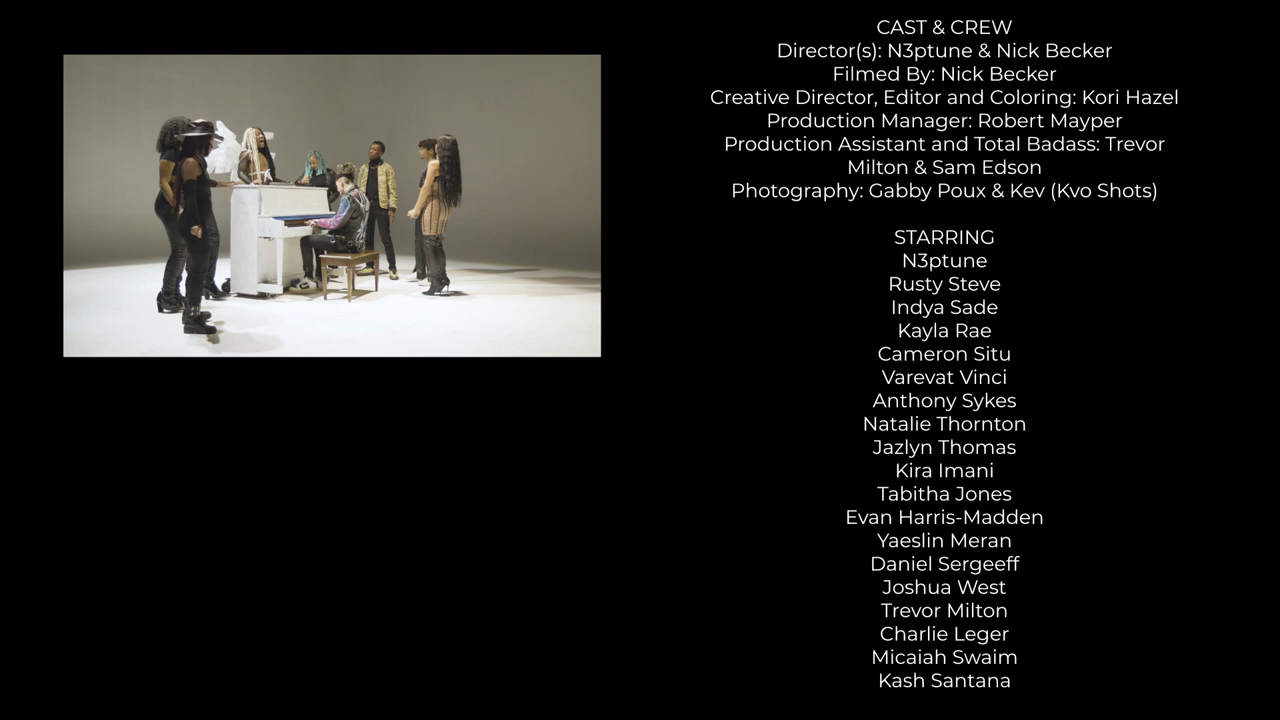 CAST & CREW
Director(s): N3ptune & Nick Becker
Filmed By: Nick Becker
Creative Director, Editor and Coloring: Kori Hazel
Production Manager: Robert Mayper
Production Assistant and Total Badass: Trevor
Milton & Sam Edson
Photography: Gabby Poux & Kev (Kvo Shots)
STARRING
N3ptune
Rusty Steve
Indya Sade
Kayla Rae
Cameron Situ
Varevat Vinci
Anthony Sykes
Natalie Thornton
Jazlyn Thomas
Kira Imani
Tabitha Jones
Evan Harris-Madden
Yaeslin Meran
Daniel Sergeeff
Joshua West
Trevor Milton
Charlie Leger
Micaiah Swaim
Kash Santana